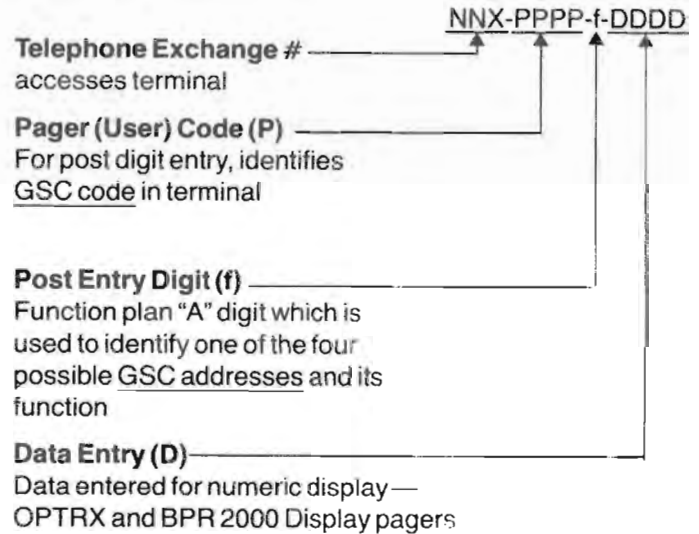 NNX-PPPP-f-DDDD
Telephone Exchange #
accesses terminal
Pager (User) Code (P)
For post digit entry, identifies
GSC code in terminal
Post Entry Digit (f)
Function plan “A” digit which is
used to identify one of the four
possible GSC addresses and its
function
Data Entry (D)
Data entered for numeric display—
OPTRX and BPR 2000 Display pagers